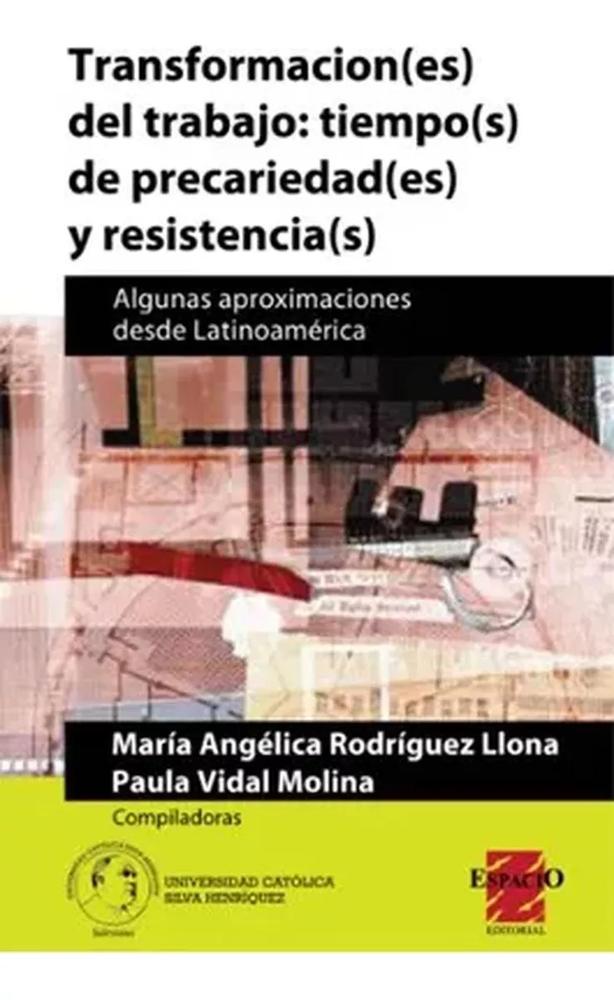 Transformacion(es)
del trabajo: tiempo(s)
de precariedad(es)
y resistencia(s)
Algunas aproximaciones
desde Latinoamérica
María Angélica Rodríguez Llona
Paula Vidal Molina
Compiladoras
UNIVERSIDAD CATÓLICA
SILVA HENRÍQUEZ
ESPACIO
EDITORIAL